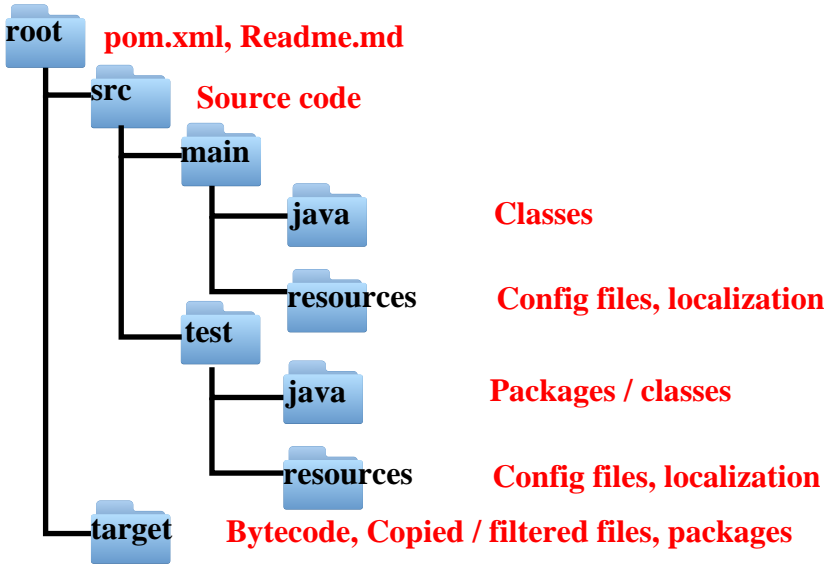 root pom.xml, Readme.md
src Source code
main
java Classes
resources Config files, localization
test
java Packages / classes
resources Config files, localization
target Bytecode, Copied / filtered files, packages